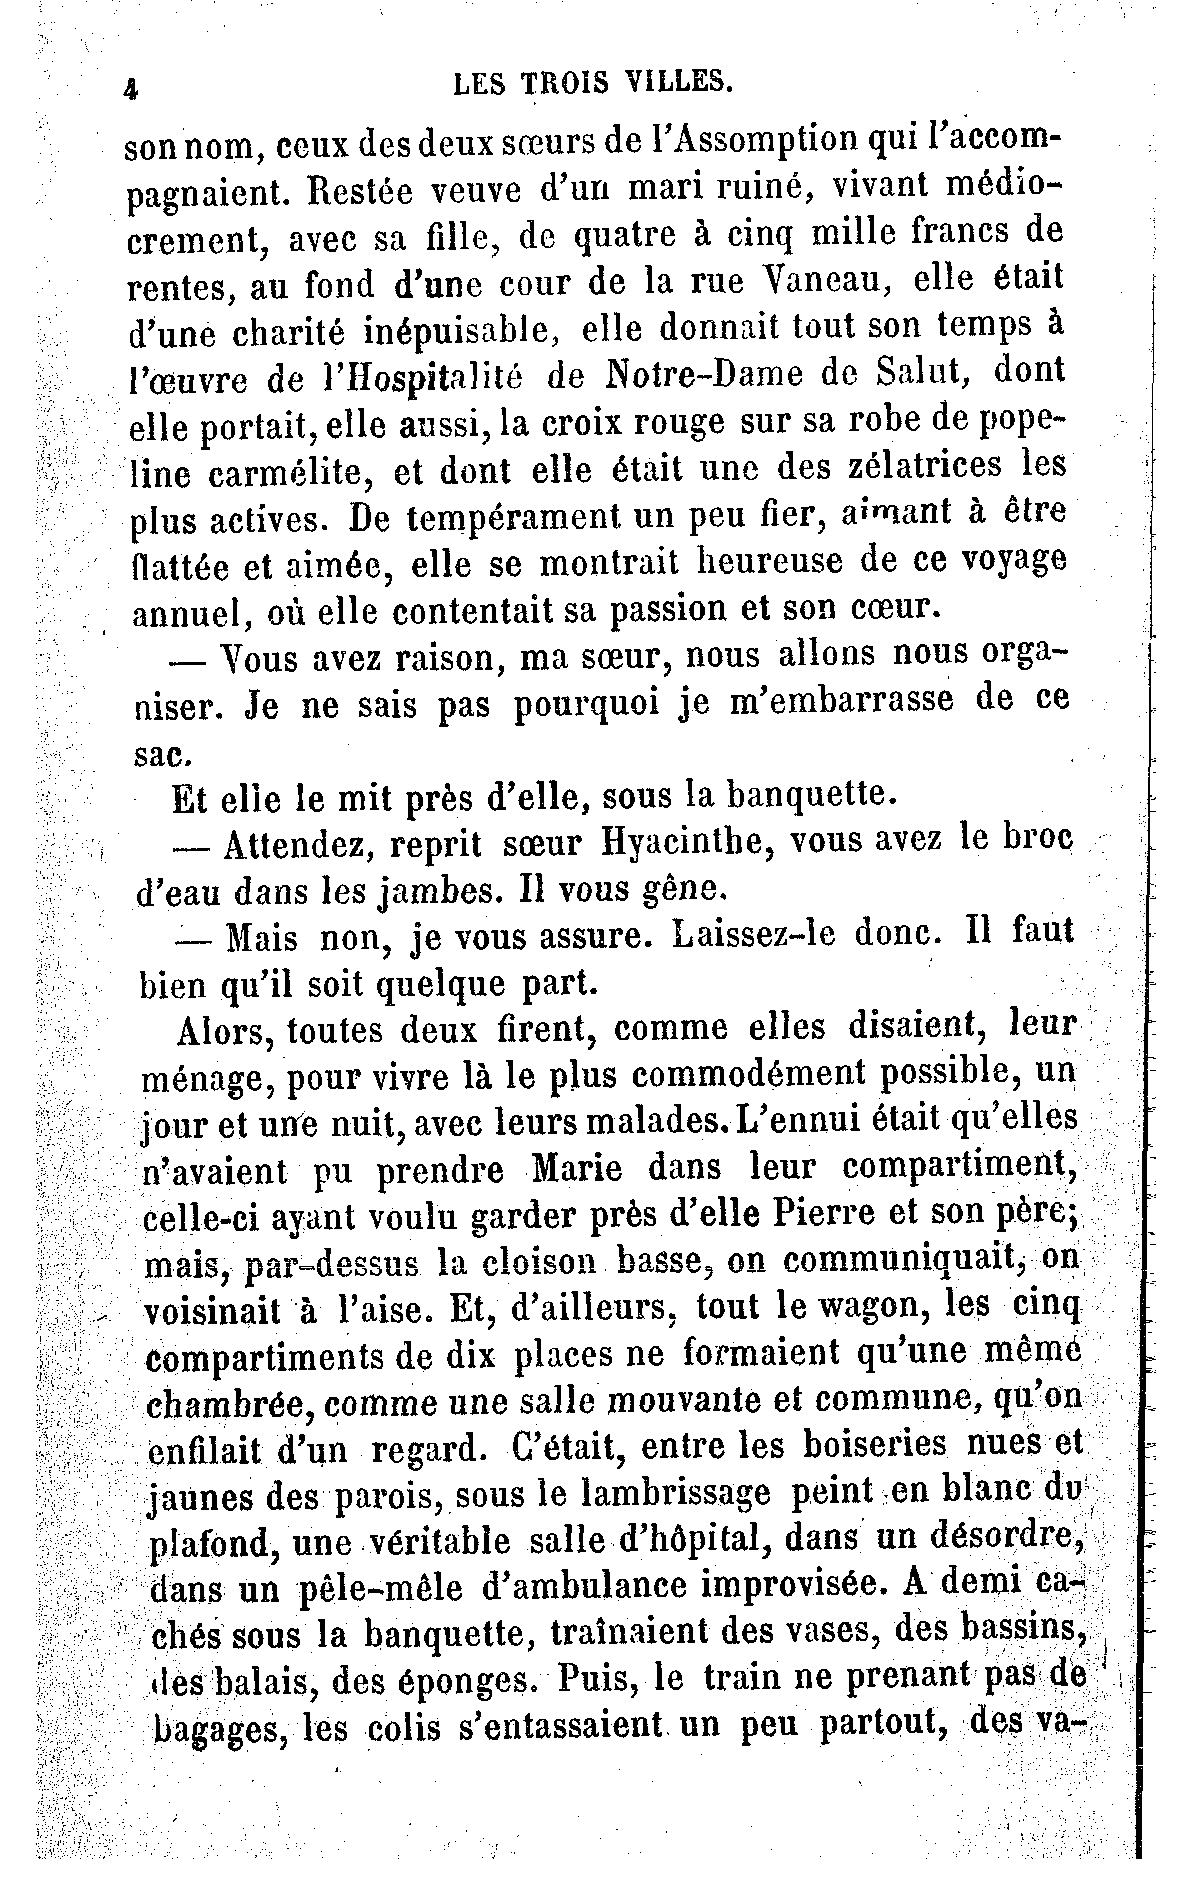 4 LES TROIS VILLES.
son nom, ceux des deux sœurs de l'Assomption qui l'accom-
pagnaient. Restée veuve d'un mari ruiné, vivant médio-
crement, avec sa fille, de quatre à cinq mille francs de
rentes, au fond d'une cour de la rue Vaneau, elle était
d'une charité inépuisable, elle donnait tout son temps à
l'œuvre de l'Hospitalité de Notre-Dame de Salut, dont
elle portait, elle aussi, la croix rouge sur sa robe de pope-
line carmélite, et dont elle était une des zélatrices les
plus actives. De tempérament un peu fier, aimant à être
flattée et aimée, elle se montrait heureuse de ce voyage
annuel, où elle contentait sa passion et son cœur.
— Vous avez raison, ma sœur, nous allons nous orga-
niser. Je ne sais pas pourquoi je m'embarrasse de ce
sac.
Et elle le mit près d'elle, sous la banquette.
— Attendez, reprit sœur Hyacinthe, vous avez le broc
d'eau dans les jambes. Il vous gêne.
— Mais non, je vous assure. Laissez-le donc. Il faut
bien qu'il soit quelque part.
Alors, toutes deux firent, comme elles disaient, leur
ménage, pour vivre là le plus commodément possible, un
jour et une nuit, avec leurs malades. L'ennui était qu'elles
n'avaient pu prendre Marie dans leur compartiment,
celle-ci ayant voulu garder près d'elle Pierre et son père;
mais, par-dessus la cloison basse, on communiquait, on
voisinait à l'aise. Et, d'ailleurs, tout le wagon, les cinq
compartiments de dix places ne formaient qu'une même
chambrée, comme une salle mouvante et commune, qu'on
enfilait d'un regard. C'était, entre les boiseries nues et
jaunes des parois, sous le lambrissage peint en blanc du
plafond, une véritable salle d'hôpital, dans un désordre,
dans un pêle-mêle d'ambulance improvisée. A demi ca-
chés sous la banquette, traînaient des vases, des bassins,
des balais, des éponges. Puis, le train ne prenant pas de
bagages, les colis s'entassaient un peu partout, des va-